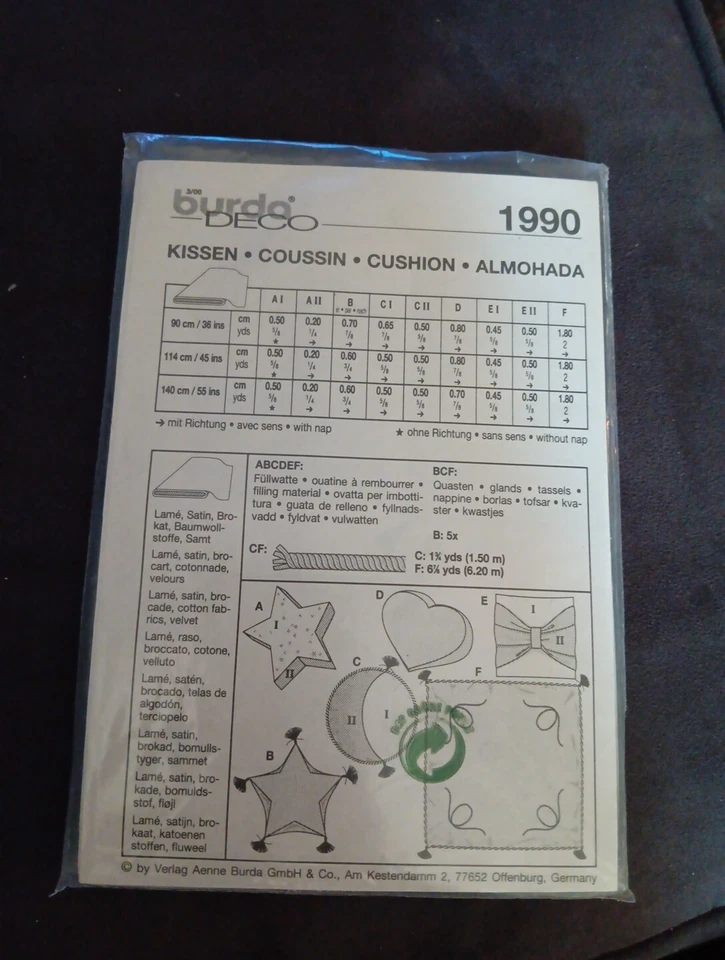 3/00
burda
DECO
1990
KISSEN • COUSSIN • CUSHION • ALMOHADA
A I A II B C I C II D E I E II F
90 cm / 36 ins cm 0.50 0.20 0.70 0.65 0.50 0.80 0.45 0.50 1.80
yds 5/8 1/4 7/8 7/8 5/8 7/8 5/8 5/8 2
★ → → → → → → → →
114 cm / 45 ins cm 0.50 0.20 0.60 0.50 0.50 0.80 0.45 0.50 1.80
yds 5/8 1/4 3/4 5/8 5/8 7/8 5/8 5/8 2
★ → → → → → → → →
140 cm / 55 ins cm 0.50 0.20 0.60 0.50 0.50 0.70 0.45 0.50 1.80
yds 5/8 1/4 3/4 5/8 5/8 7/8 5/8 5/8 2
★ → → → → → → → →
→ mit Richtung • avec sens • with nap
★ ohne Richtung • sans sens • without nap
Lamé, Satin, Bro-
kat, Baumwoll-
stoffe, Samt
Lamé, satin, bro-
cart, cotonnade,
velours
Lamé, satin, bro-
cade, cotton fab-
rics, velvet
Lamé, raso,
broccato, cotone,
velluto
Lamé, satén,
brocado, telas de
algodón,
terciopelo
Lamé, satin,
brokad, bomulls-
tyger, sammet
Lamé, satin, bro-
kade, bomulds-
stof, fløjl
Lamé, satijn, bro-
kaat, katoenen
stoffen, fluweel
ABCDEF:
Füllwatte • ouatine à rembourrer •
filling material • ovatta per imbotti-
tura • guata de relleno • fyllnads-
vadd • fyldvat • vulwatten
BCF:
Quasten • glands • tassels •
nappine • borlas • tofsar • kva-
ster • kwastjes
B: 5x
CF:
C: 1¾ yds (1.50 m)
F: 6⅞ yds (6.20 m)
A I II
D
E I II
C II I
F
B
© by Verlag Aenne Burda GmbH & Co., Am Kestendamm 2, 77652 Offenburg, Germany